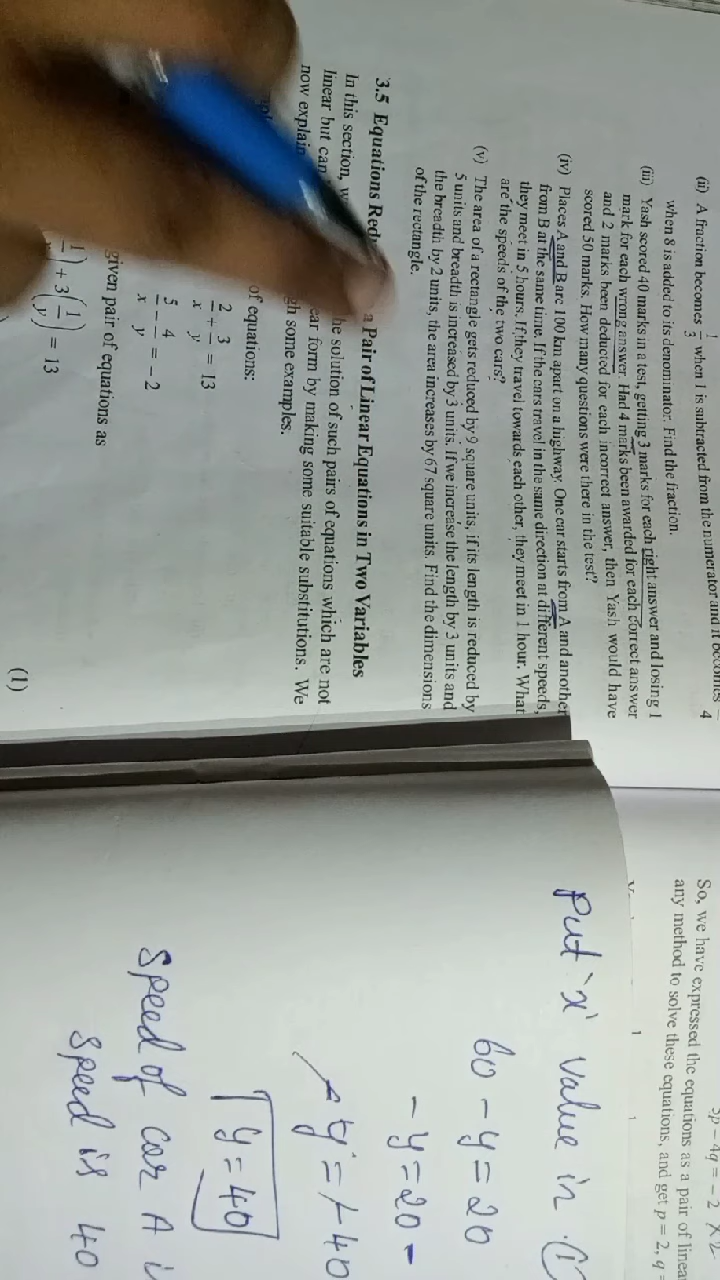 (ii) A fraction becomes 1/3 when 1 is subtracted from the numerator and it becomes 1/4
when 8 is added to its denominator. Find the fraction.
(iii) Yash scored 40 marks in a test, getting 3 marks for each right answer and losing 1
mark for each wrong answer. Had 4 marks been awarded for each correct answer
and 2 marks been deducted for each incorrect answer, then Yash would have
scored 50 marks. How many questions were there in the test?
(iv) Places A and B are 100 km apart on a highway. One car starts from A and another
from B at the same time. If the cars travel in the same direction at different speeds,
they meet in 5 hours. If they travel towards each other, they meet in 1 hour. What
are the speeds of the two cars?
(v) The area of a rectangle gets reduced by 9 square units, if its length is reduced by
5 units and breadth is increased by 3 units. If we increase the length by 3 units and
the breadth by 2 units, the area increases by 67 square units. Find the dimensions
of the rectangle.
3.5 Equations a Pair of Linear Equations in Two Variables
In this section, the solution of such pairs of equations which are not
linear but can form by making some suitable substitutions. We
now explain some examples.
of equations:
2/x + 3/y = 13
5/x - 4/y = -2
given pair of equations as
+ 3(1/y) = 13
(1)
5p - 4q = -2
So, we have expressed the equations as a pair of
any method to solve these equations, and get p = 2, q =
Put 'x' value in (1)
60 - y = 20
- y = 20 -
- y = - 40
y = 40
Speed of car A
Speed is 40